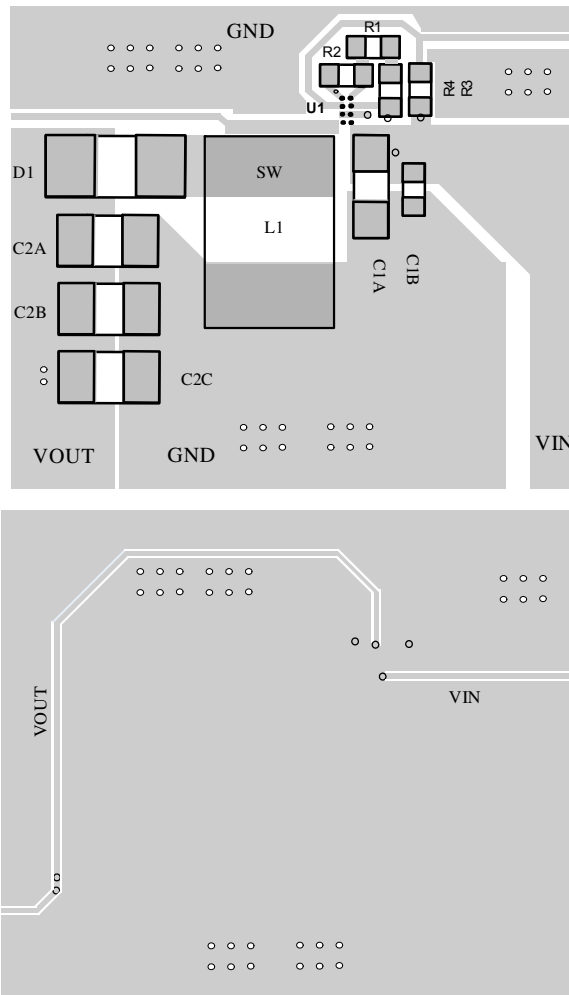 GND
R1
R2
U1
R4
R3
D1
SW
C2A
L1
C1A
C1B
C2B
C2C
VOUT
GND
VIN
VOUT
VIN